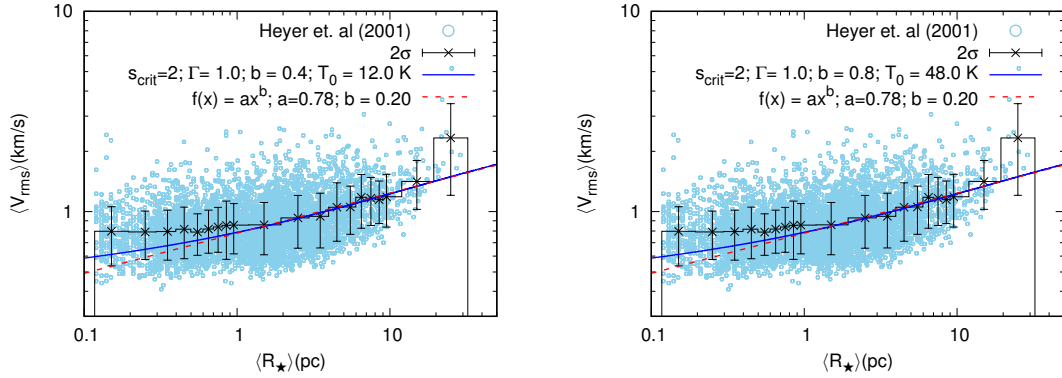 Heyer et. al (2001)
2σ
s_crit=2; Γ= 1.0; b = 0.4; T_0 = 12.0 K
f(x) = ax^b; a=0.78; b = 0.20
10
1
⟨V_rms⟩(km/s)
0.1
1
10
⟨R_★⟩(pc)
Heyer et. al (2001)
2σ
s_crit=2; Γ= 1.0; b = 0.8; T_0 = 48.0 K
f(x) = ax^b; a=0.78; b = 0.20
10
1
⟨V_rms⟩(km/s)
0.1
1
10
⟨R_★⟩(pc)